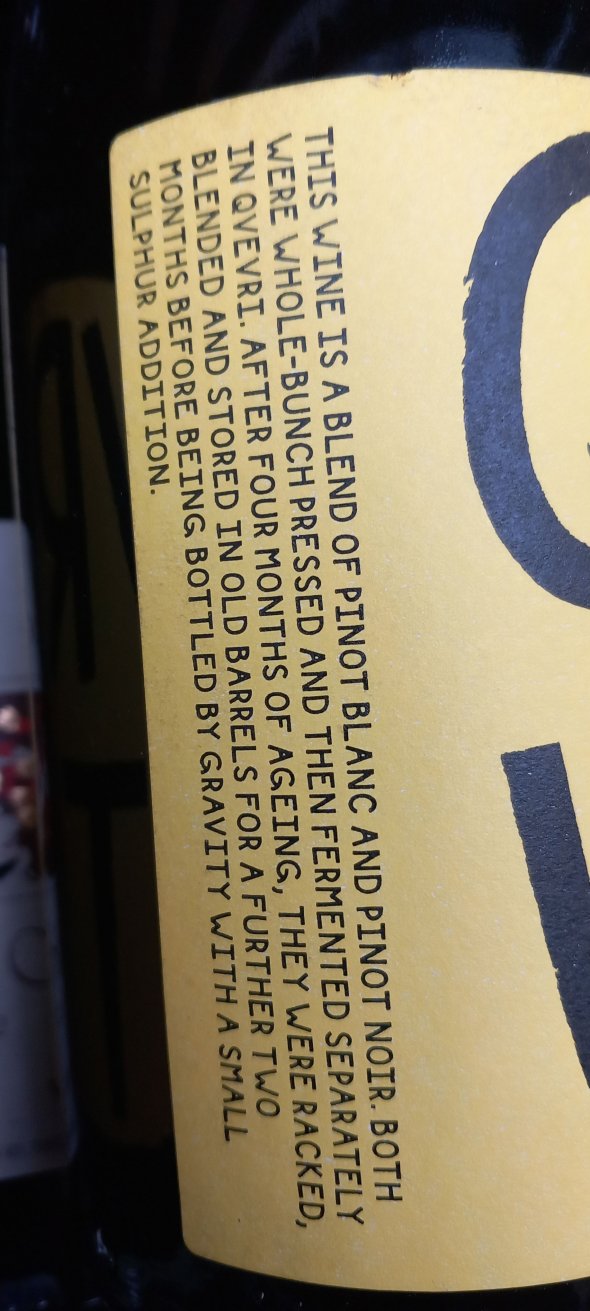 THIS WINE IS A BLEND OF PINOT BLANC AND PINOT NOIR. BOTH
WERE WHOLE-BUNCH PRESSED AND THEN FERMENTED SEPARATELY
IN QVEVRI. AFTER FOUR MONTHS OF AGEING, THEY WERE RACKED,
BLENDED AND STORED IN OLD BARRELS FOR A FURTHER TWO
MONTHS BEFORE BEING BOTTLED BY GRAVITY WITH A SMALL
SULPHUR ADDITION.